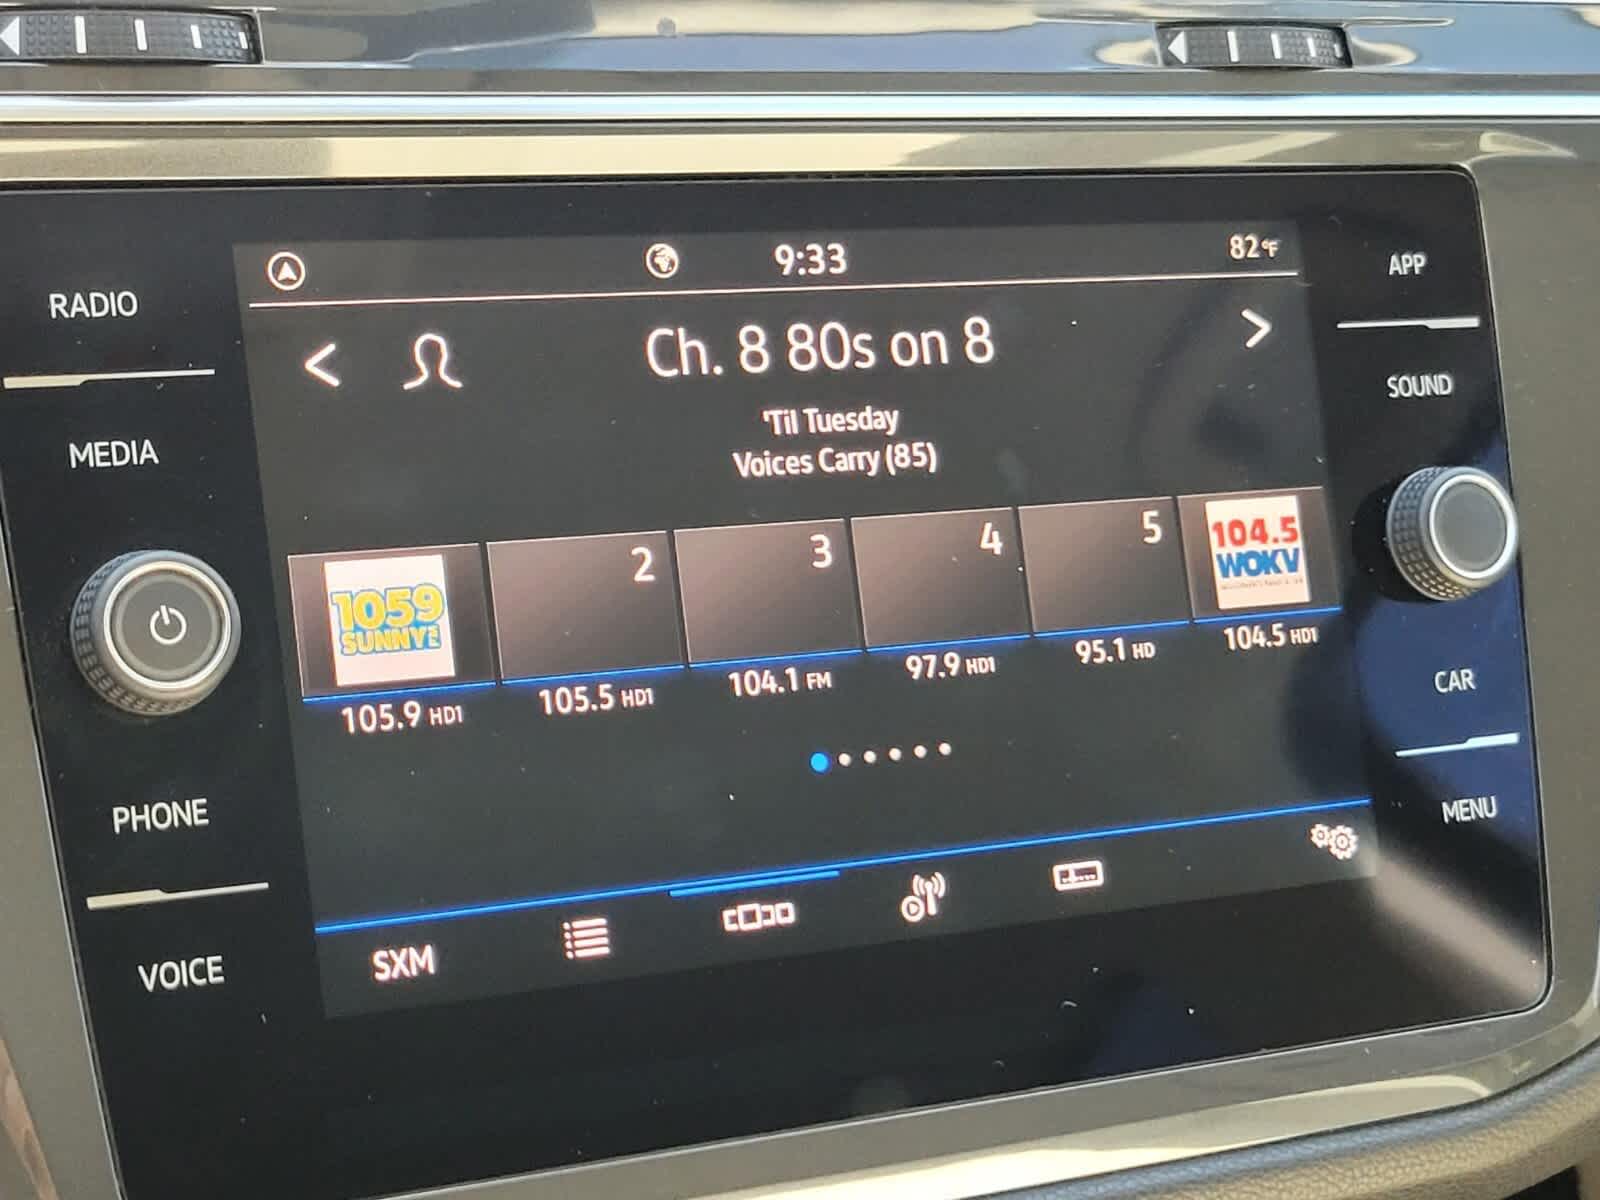 RADIO
MEDIA
PHONE
VOICE
9:33
82°F
Ch. 8 80s on 8
'Til Tuesday
Voices Carry (85)
1059
SUNNY FM
2
3
4
5
104.5
WOKV
105.9 HD1
105.5 HD1
104.1 FM
97.9 HD1
95.1 HD
104.5 HD1
SXM
APP
SOUND
CAR
MENU